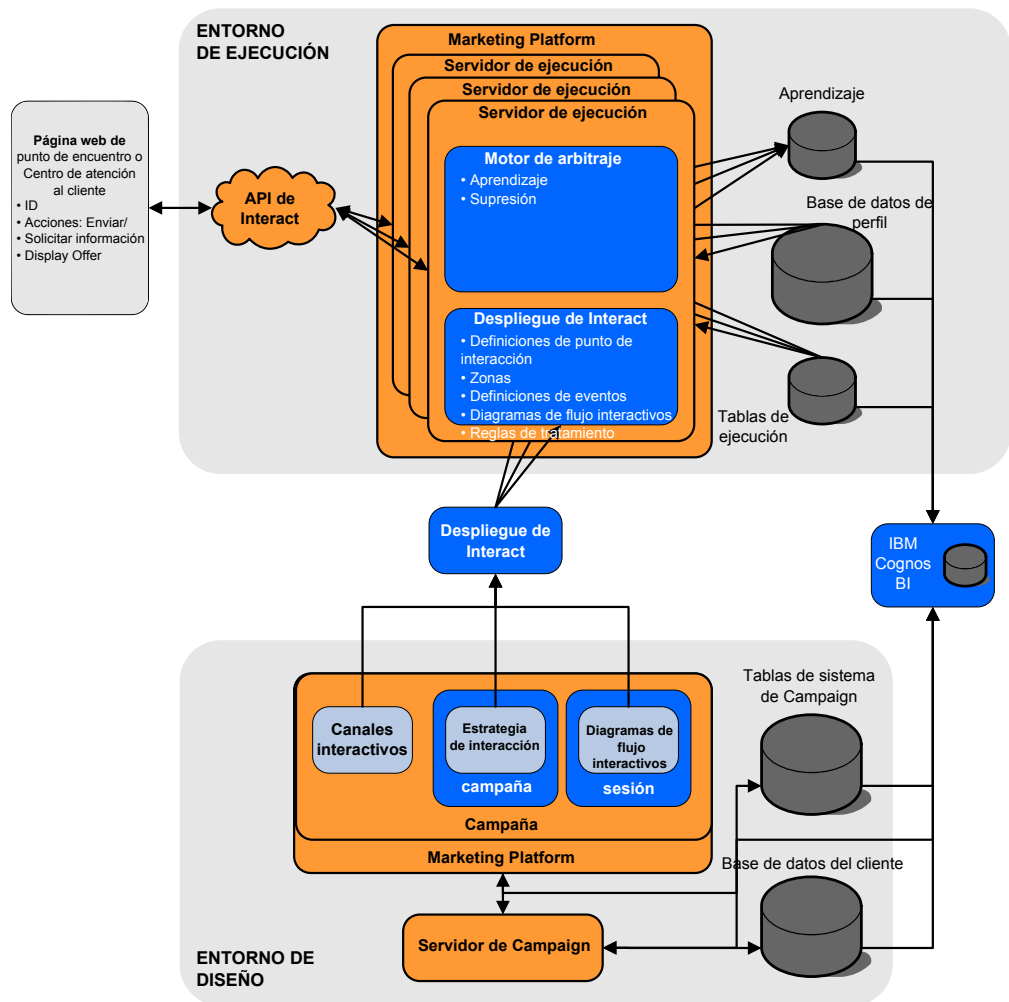 ENTORNO
DE EJECUCIÓN
Marketing Platform
Servidor de ejecución
Servidor de ejecución
Servidor de ejecución
Motor de arbitraje
• Aprendizaje
• Supresión
Despliegue de Interact
• Definiciones de punto de
interacción
• Zonas
• Definiciones de eventos
• Diagramas de flujo interactivos
• Reglas de tratamiento
Página web de
punto de encuentro o
Centro de atención
al cliente
• ID
• Acciones: Enviar/
• Solicitar información
• Display Offer
API de
Interact
Aprendizaje
Base de datos de
perfil
Tablas de
ejecución
Despliegue de
Interact
IBM
Cognos
BI
Canales
interactivos
Estrategia
de interacción
campaña
Diagramas de
flujo
interactivos
sesión
Campaña
Marketing Platform
Tablas de sistema
de Campaign
Base de datos del cliente
Servidor de Campaign
ENTORNO DE
DISEÑO